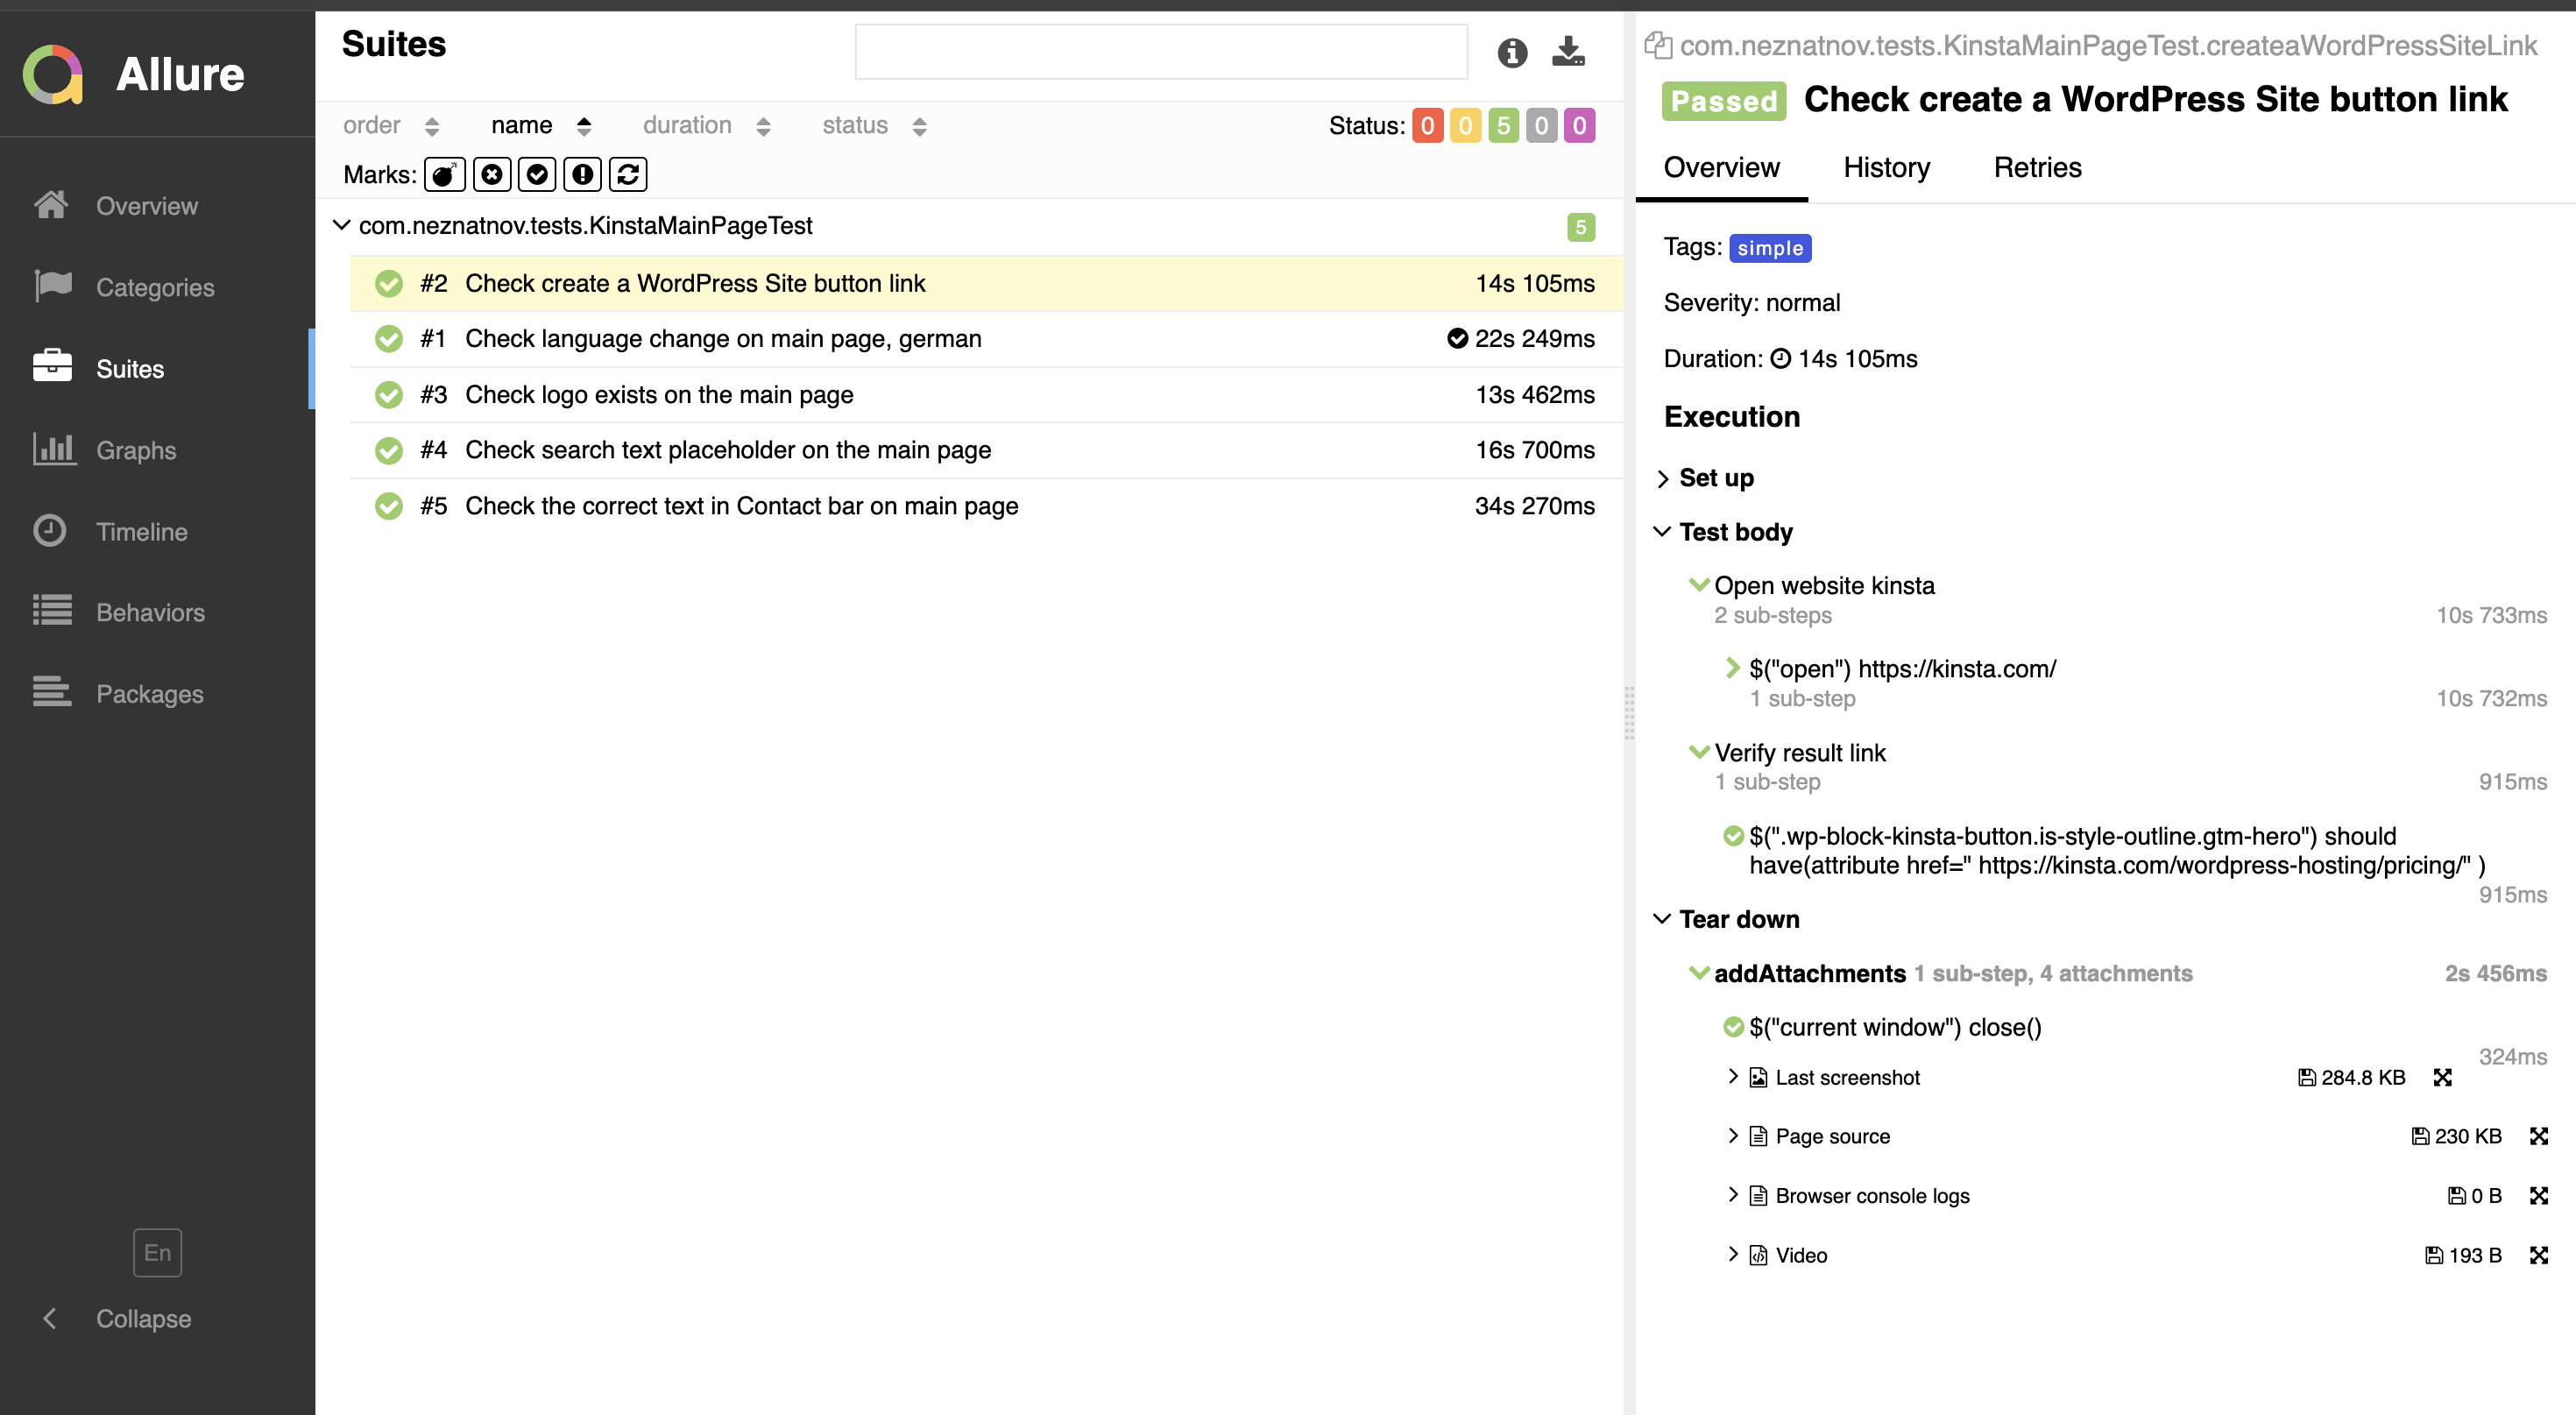 Allure
Overview
Categories
Suites
Graphs
Timeline
Behaviors
Packages
En
Collapse
Suites
order name duration status Status: 0 0 5 0 0
Marks:
com.neznatnov.tests.KinstaMainPageTest 5
#2 Check create a WordPress Site button link 14s 105ms
#1 Check language change on main page, german 22s 249ms
#3 Check logo exists on the main page 13s 462ms
#4 Check search text placeholder on the main page 16s 700ms
#5 Check the correct text in Contact bar on main page 34s 270ms
com.neznatnov.tests.KinstaMainPageTest.createaWordPressSiteLink
Passed Check create a WordPress Site button link
Overview History Retries
Tags: simple
Severity: normal
Duration: 14s 105ms
Execution
Set up
Test body
Open website kinsta
2 sub-steps 10s 733ms
$("open") https://kinsta.com/
1 sub-step 10s 732ms
Verify result link
1 sub-step 915ms
$(".wp-block-kinsta-button.is-style-outline.gtm-hero") should
have(attribute href=" https://kinsta.com/wordpress-hosting/pricing/" )
915ms
Tear down
addAttachments 1 sub-step, 4 attachments 2s 456ms
$("current window") close()
324ms
Last screenshot 284.8 KB
Page source 230 KB
Browser console logs 0 B
Video 193 B